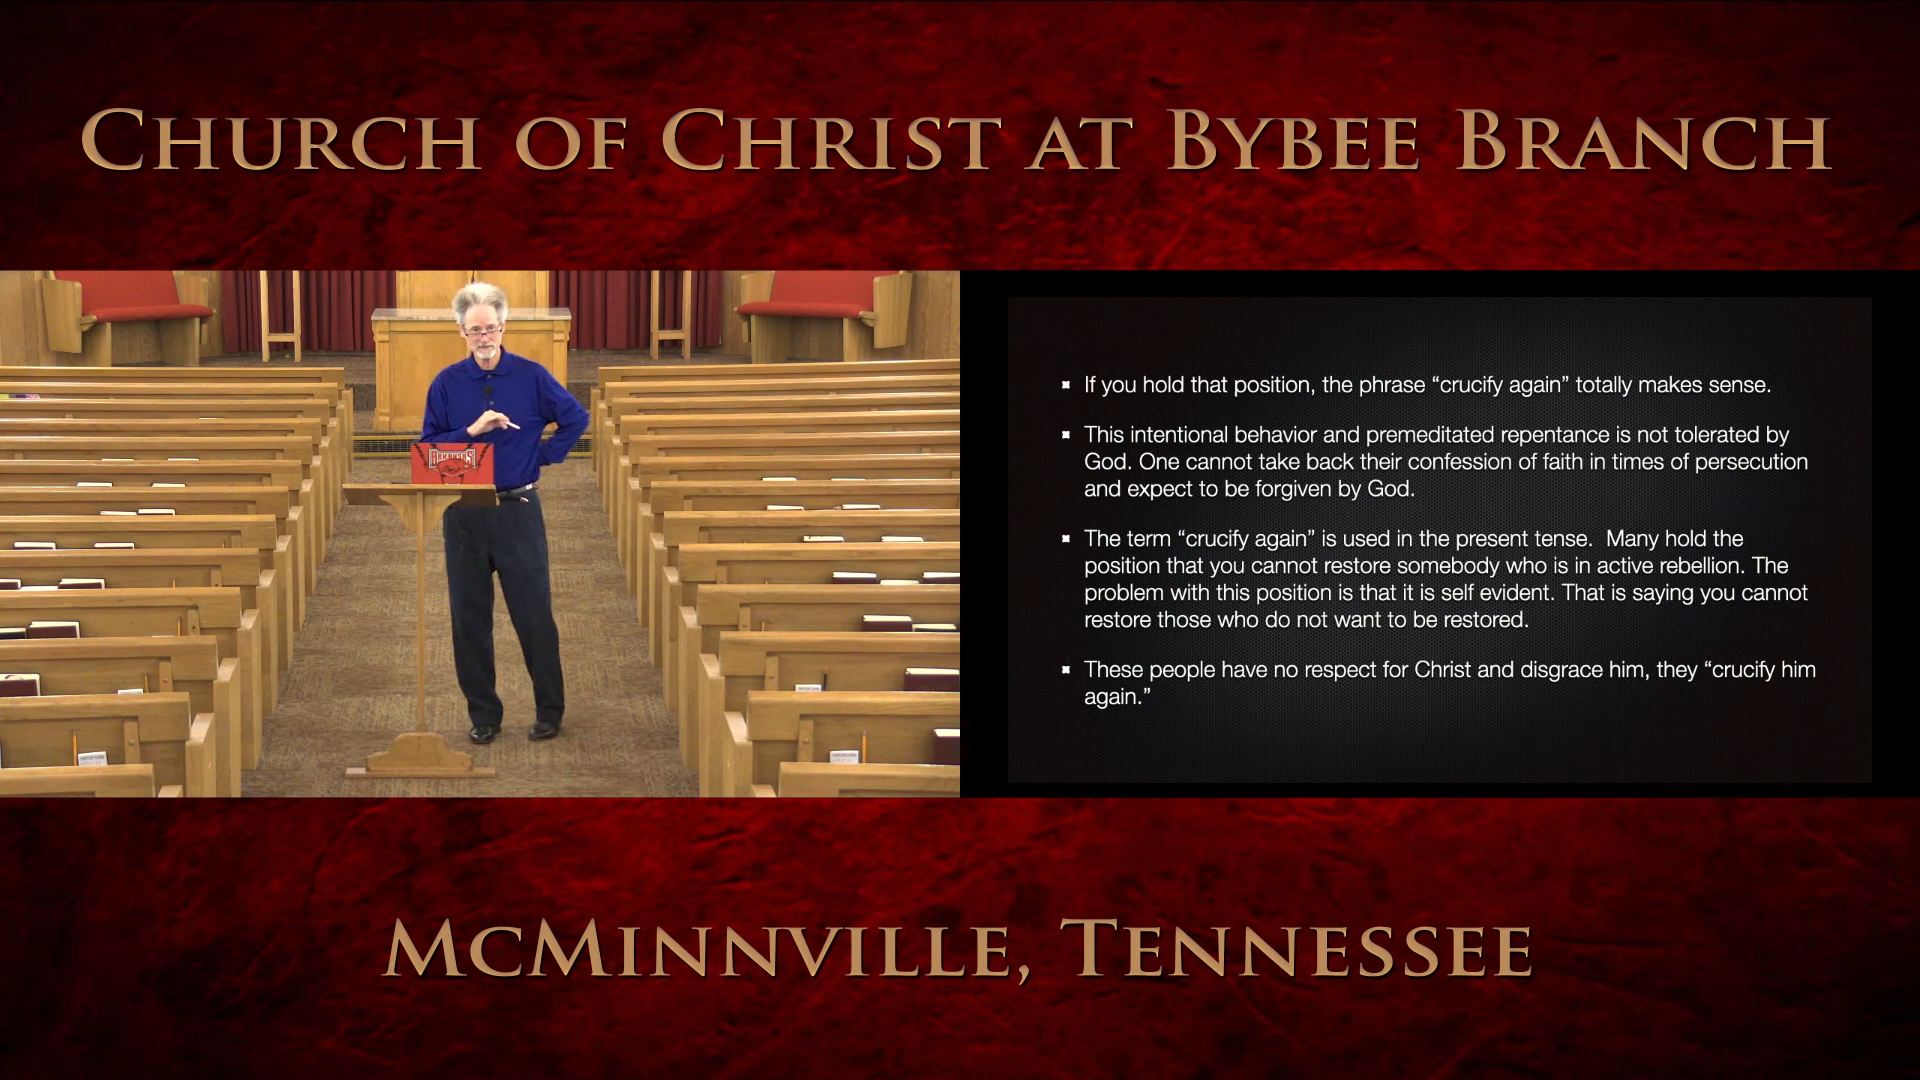 Church of Christ at Bybee Branch
ARKANSAS
If you hold that position, the phrase “crucify again” totally makes sense.
This intentional behavior and premeditated repentance is not tolerated by
God. One cannot take back their confession of faith in times of persecution
and expect to be forgiven by God.
The term “crucify again” is used in the present tense.  Many hold the
position that you cannot restore somebody who is in active rebellion. The
problem with this position is that it is self evident. That is saying you cannot
restore those who do not want to be restored.
These people have no respect for Christ and disgrace him, they “crucify him
again.”
McMinnville, Tennessee